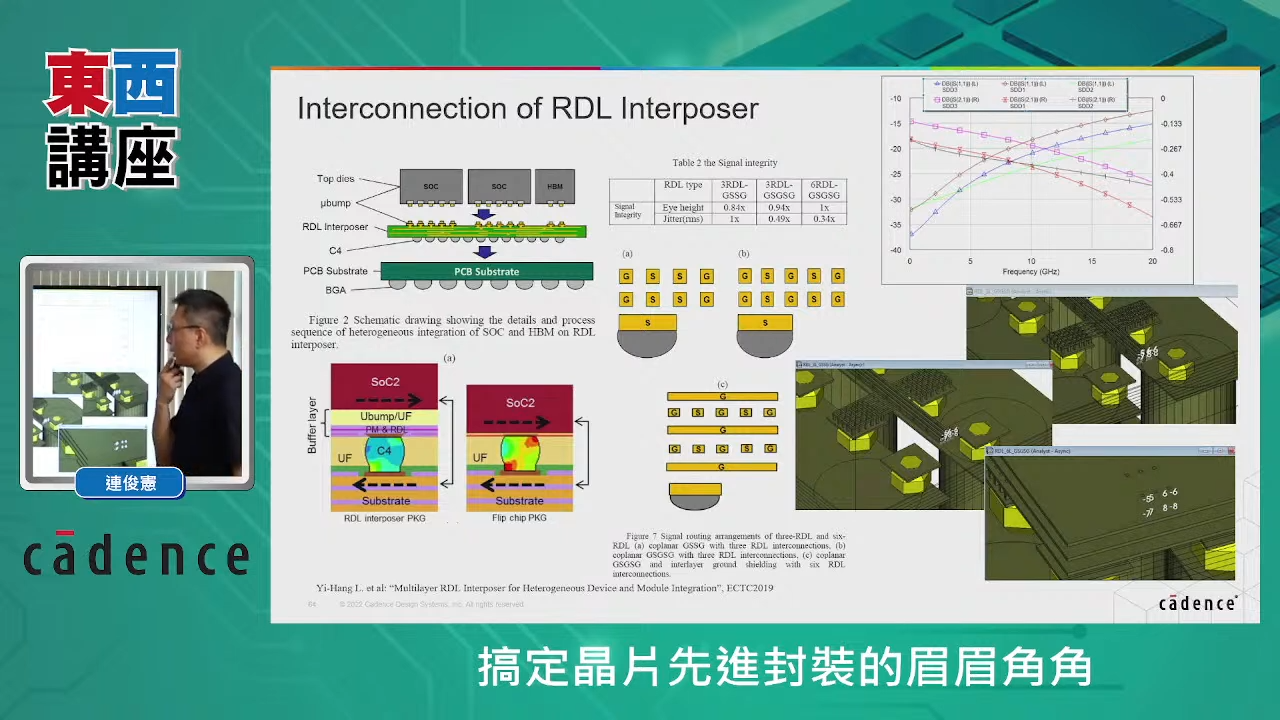 東西
講座
連俊憲
cādence
Interconnection of RDL Interposer
Top dies
SOC
SOC
HBM
µbump
RDL Interposer
C4
PCB Substrate
PCB Substrate
BGA
Figure 2 Schematic drawing showing the details and process
sequence of heterogeneous integration of SOC and HBM on RDL
interposer.
(a)
Buffer layer
SoC2
Ubump/UF
PM & RDL
C4
UF
Substrate
RDL interposer PKG
SoC2
UF
Substrate
Flip chip PKG
Table 2 the Signal integrity
RDL type 3RDL-GSSG 3RDL-GSGSG 6RDL-GSGSG
Signal Integrity
Eye height 0.84x 0.94x 1x
Jitter(rms) 1x 0.49x 0.34x
(a)
G S S G
G S S G
S
(b)
G S G S G
G S G S G
S
(c)
G
G S G S G
G
G S G S G
G
Figure 7 Signal routing arrangements of three-RDL and six-
RDL (a) coplanar GSSG with three RDL interconnections, (b)
coplanar GSGSG with three RDL interconnections, (c) coplanar
GSGSG and interlayer ground shielding with six RDL
interconnections.
DB(|S(1,1)|) (L) SDD3
DB(|S(1,1)|) (L) SDD1
DB(|S(1,1)|) (L) SDD2
DB(|S(2,1)|) (R) SDD3
DB(|S(2,1)|) (R) SDD1
DB(|S(2,1)|) (R) SDD2
-10
-15
-20
-25
-30
-35
-40
0
-0.133
-0.267
-0.4
-0.533
-0.667
-0.8
0 5 10 15 20
Frequency (GHz)
RDL_6L_GSGSG (Analyst - Async)
-5 5 6 -6
-7 7 8 -8
Yi-Hang L. et al: “Multilayer RDL Interposer for Heterogeneous Device and Module Integration”, ECTC2019
64 © 2022 Cadence Design Systems, Inc. All rights reserved.
cādence®
搞定晶片先進封裝的眉眉角角